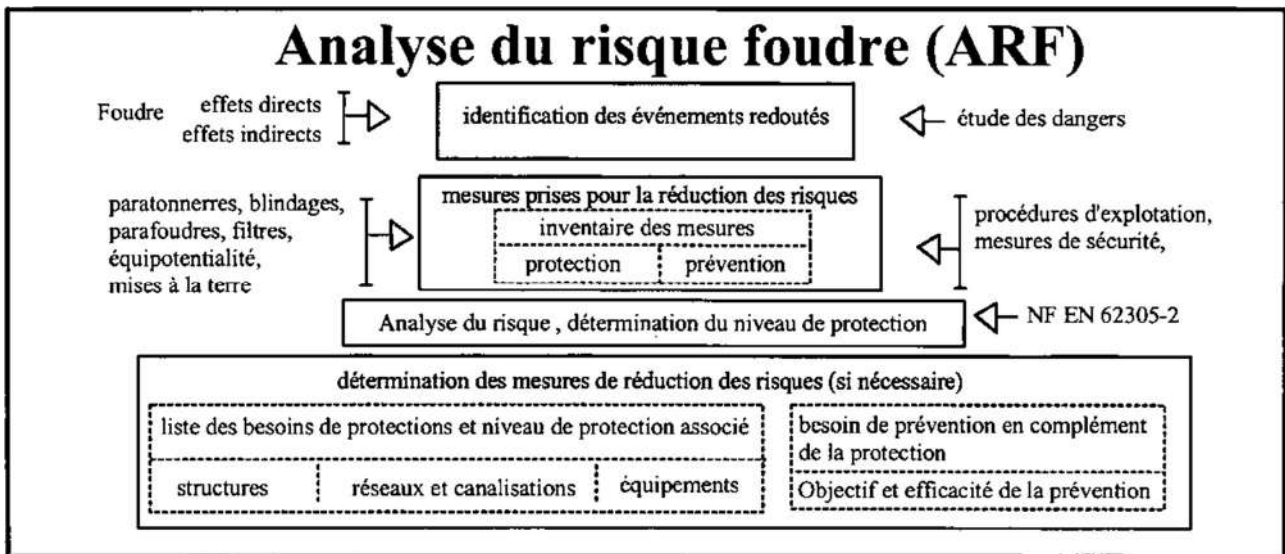 Analyse du risque foudre (ARF)
Foudre
effets directs
effets indirects
identification des événements redoutés
étude des dangers
paratonnerres, blindages,
parafoudres, filtres,
équipotentialité,
mises à la terre
mesures prises pour la réduction des risques
inventaire des mesures
protection
prévention
procédures d'explotation,
mesures de sécurité,
Analyse du risque , détermination du niveau de protection
NF EN 62305-2
détermination des mesures de réduction des risques (si nécessaire)
liste des besoins de protections et niveau de protection associé
structures
réseaux et canalisations
équipements
besoin de prévention en complément
de la protection
Objectif et efficacité de la prévention